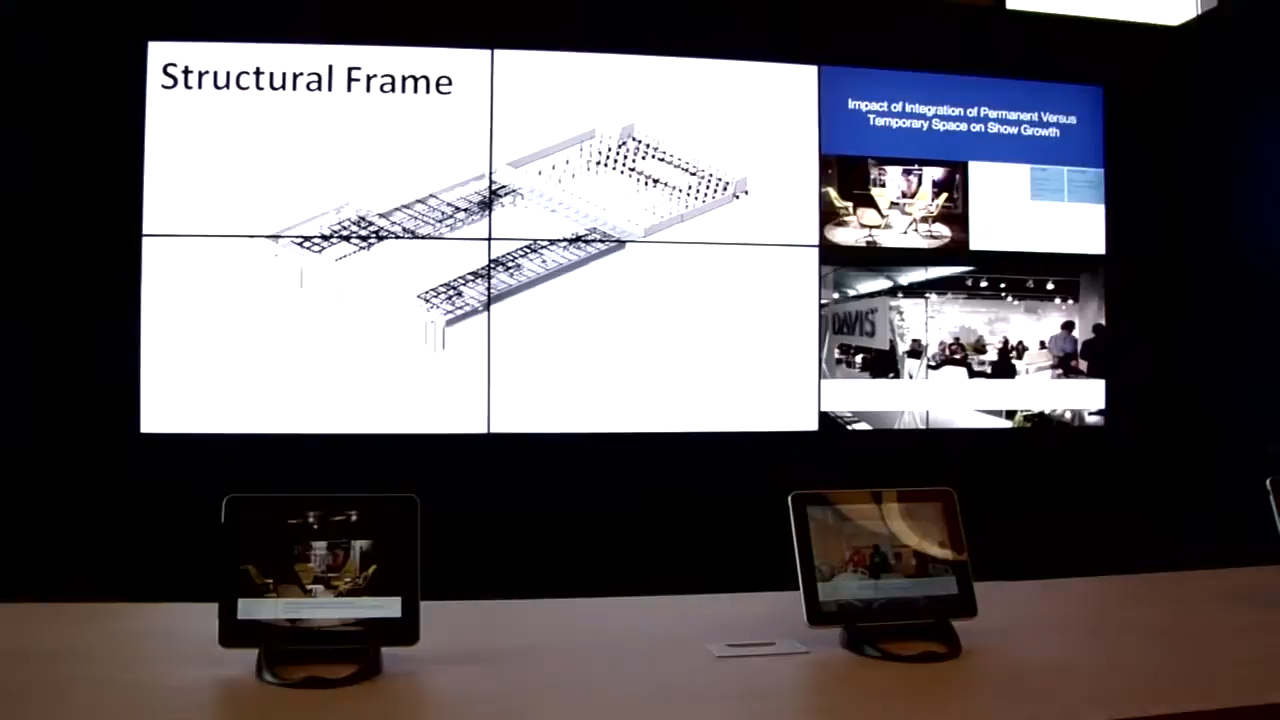 Structural Frame
Impact of Integration of Permanent Versus
Temporary Space on Show Growth
DAVIS